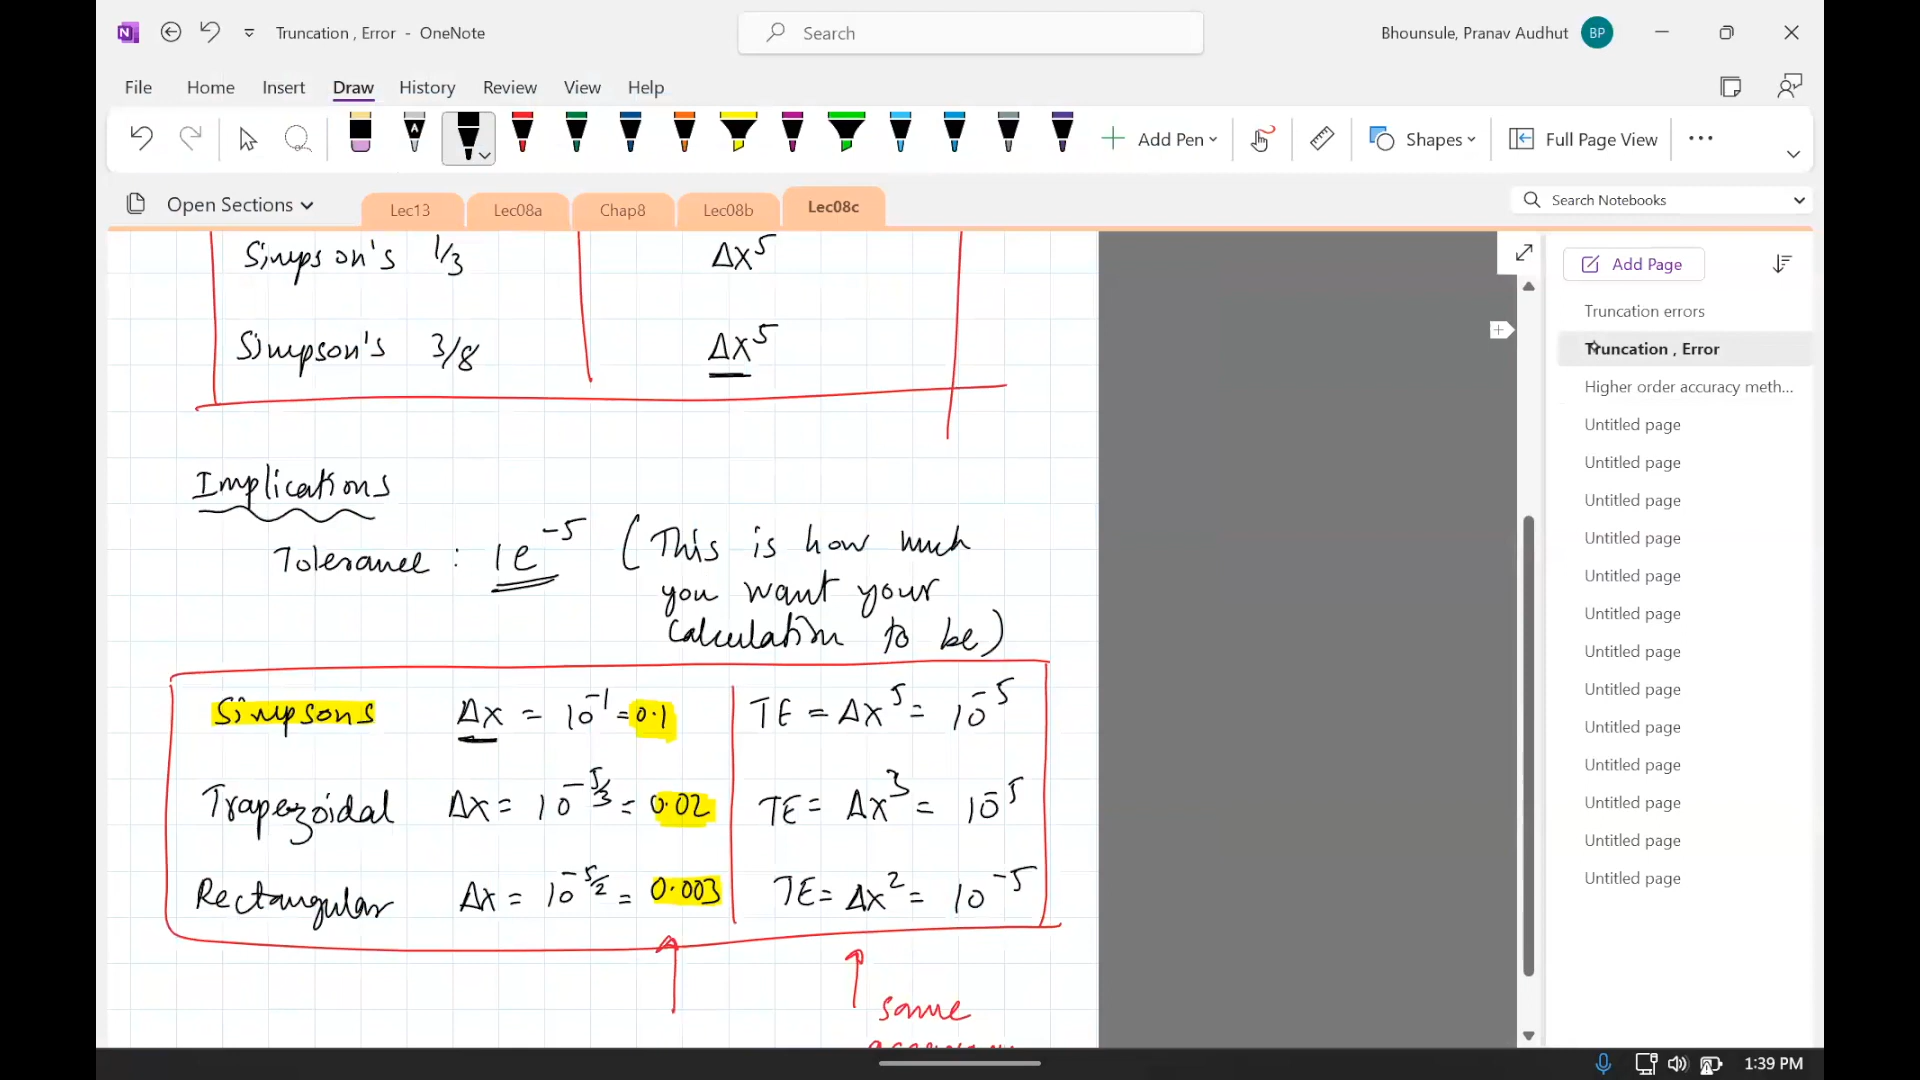 Truncation , Error - OneNote
Search
Bhounsule, Pranav Audhut
BP
File Home Insert Draw History Review View Help
Add Pen
Shapes
Full Page View
Open Sections
Lec13
Lec08a
Chap8
Lec08b
Lec08c
Search Notebooks
Simpson's 1/3 Δx^5
Simpson's 3/8 Δx^5
Implications
Tolerance : 1e^-5 (This is how much
you want your
calculation to be)
Simpsons Δx = 10^-1 = 0.1 TE = Δx^5 = 10^-5
Trapezoidal Δx = 10^-5/3 = 0.02 TE = Δx^3 = 10^-5
Rectangular Δx = 10^-5/2 = 0.003 TE = Δx^2 = 10^-5
same
Add Page
Truncation errors
Truncation , Error
Higher order accuracy meth...
Untitled page
Untitled page
Untitled page
Untitled page
Untitled page
Untitled page
Untitled page
Untitled page
Untitled page
Untitled page
Untitled page
Untitled page
Untitled page
1:39 PM